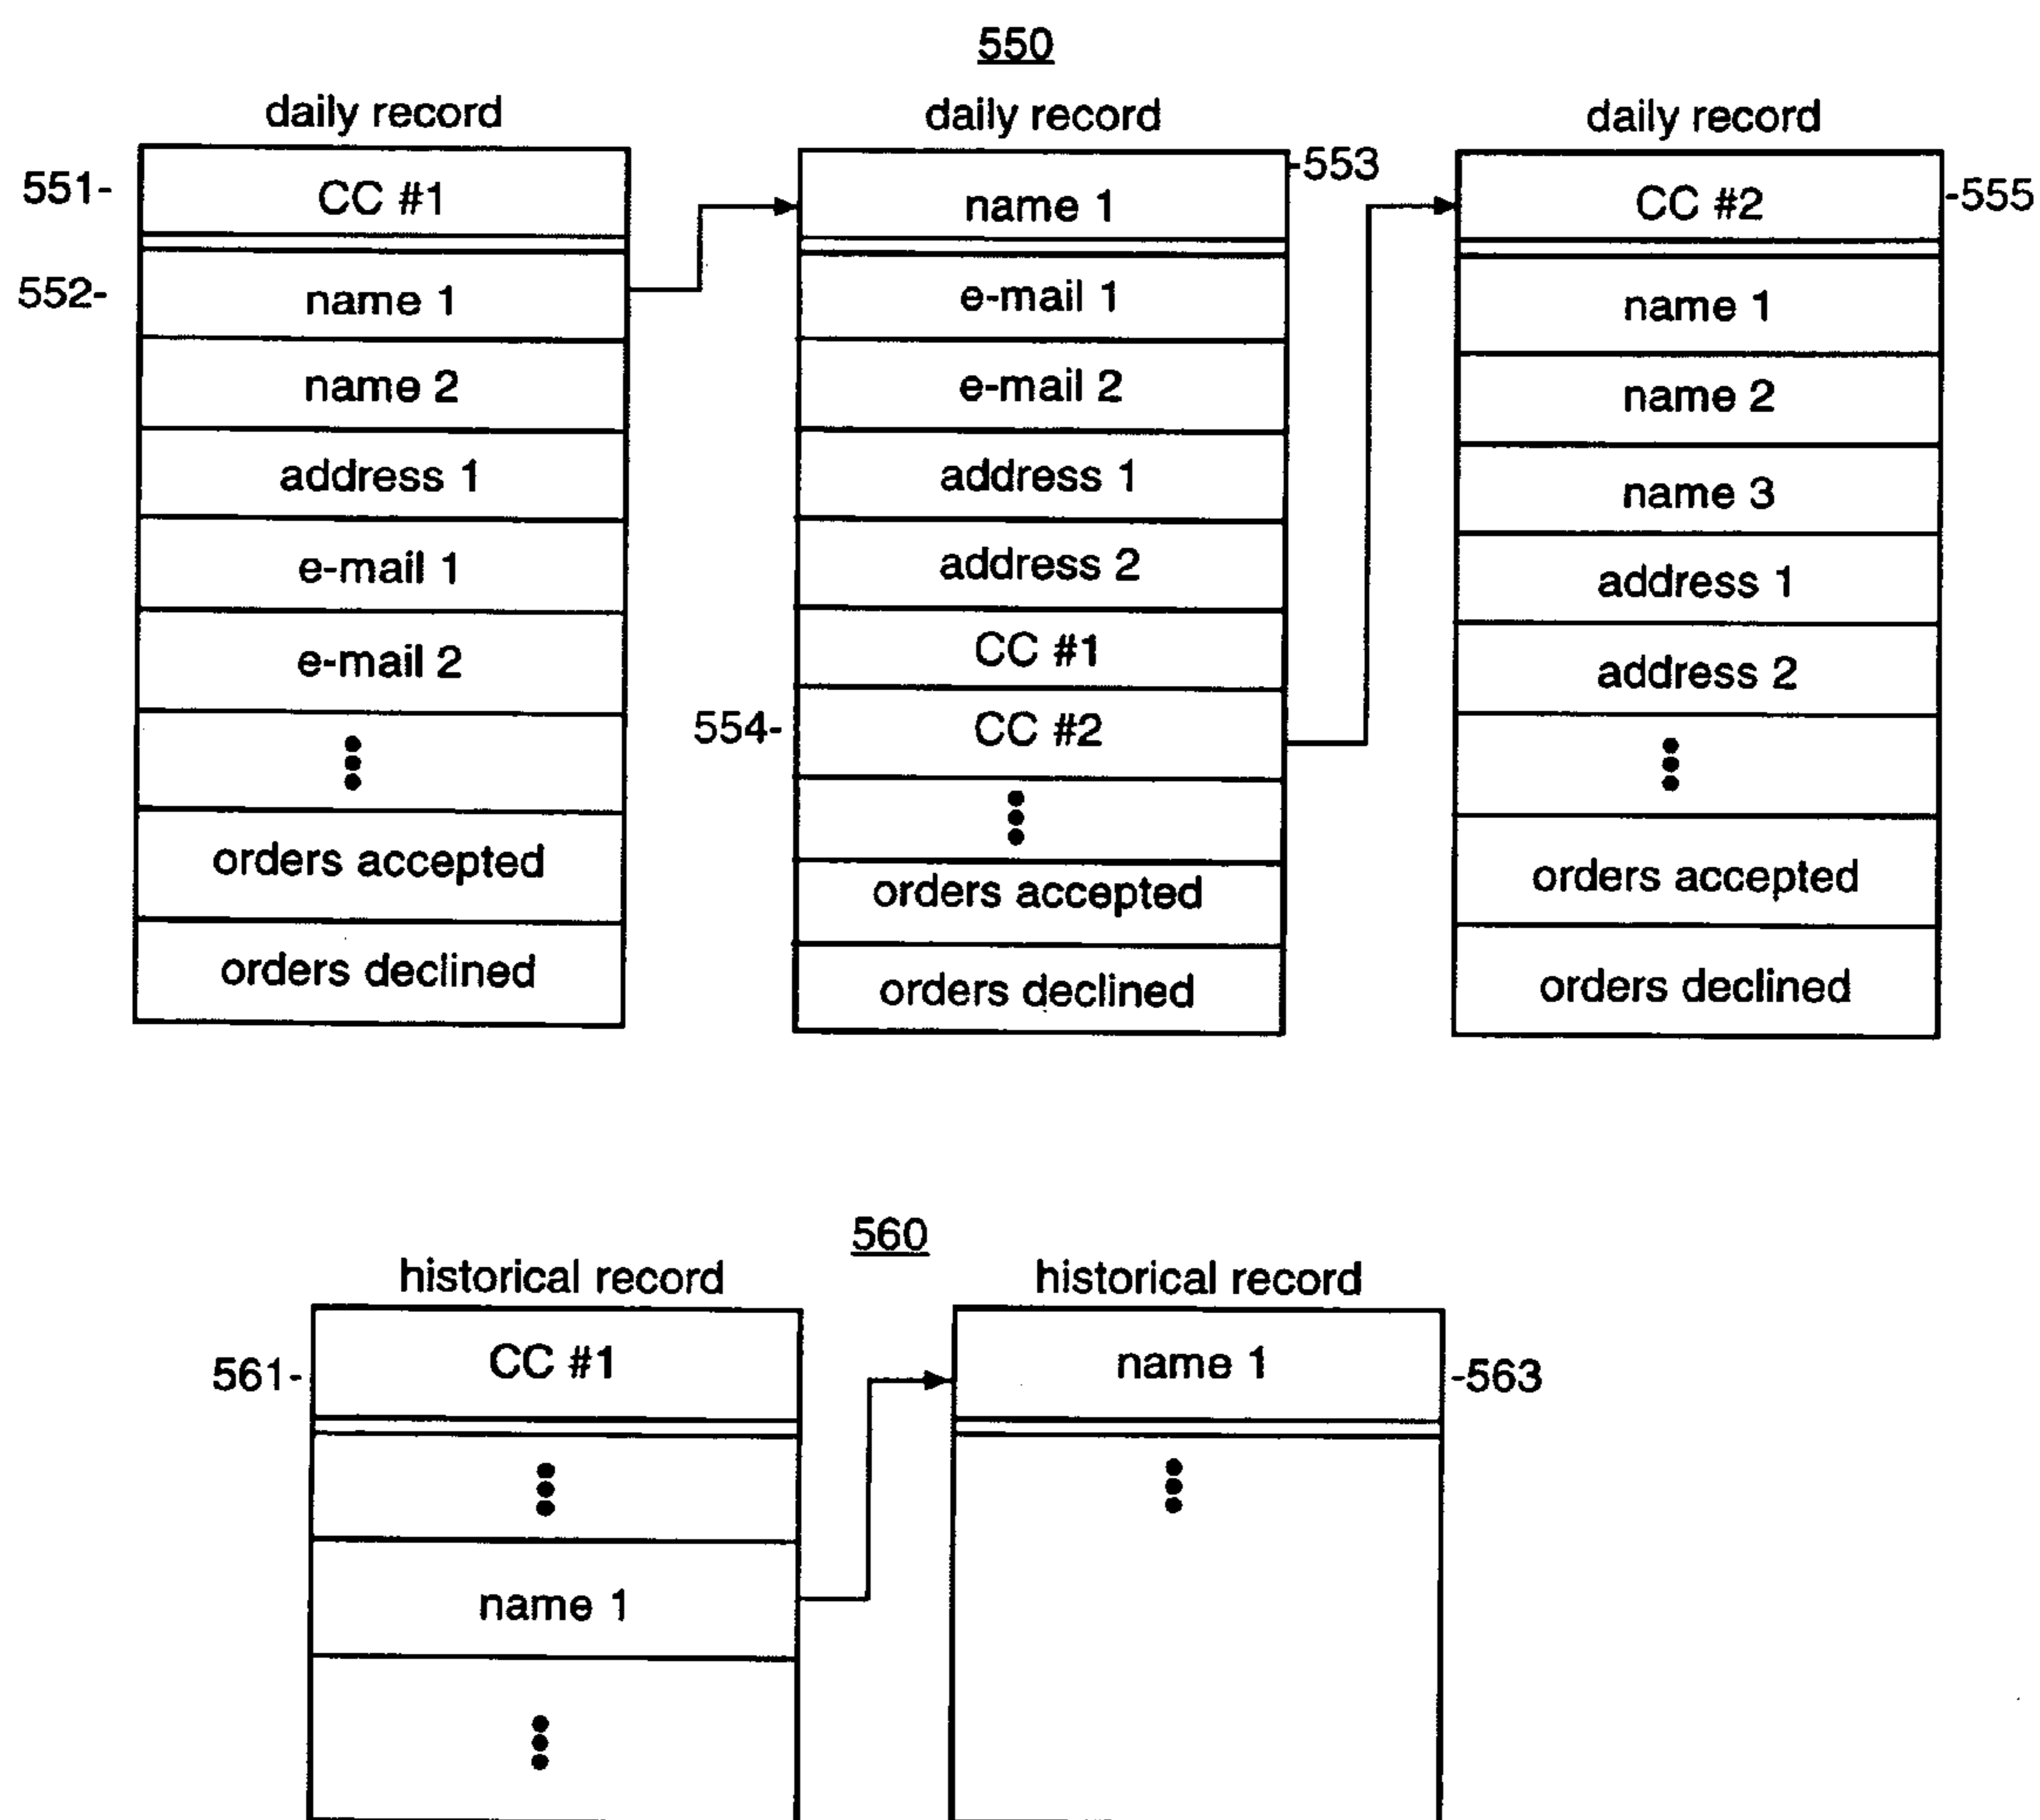 550
daily record
551-
CC #1
552-
name 1
name 2
address 1
e-mail 1
e-mail 2
orders accepted
orders declined
daily record
-553
name 1
e-mail 1
e-mail 2
address 1
address 2
CC #1
554-
CC #2
orders accepted
orders declined
daily record
CC #2
-555
name 1
name 2
name 3
address 1
address 2
orders accepted
orders declined
560
historical record
561-
CC #1
name 1
historical record
name 1
-563